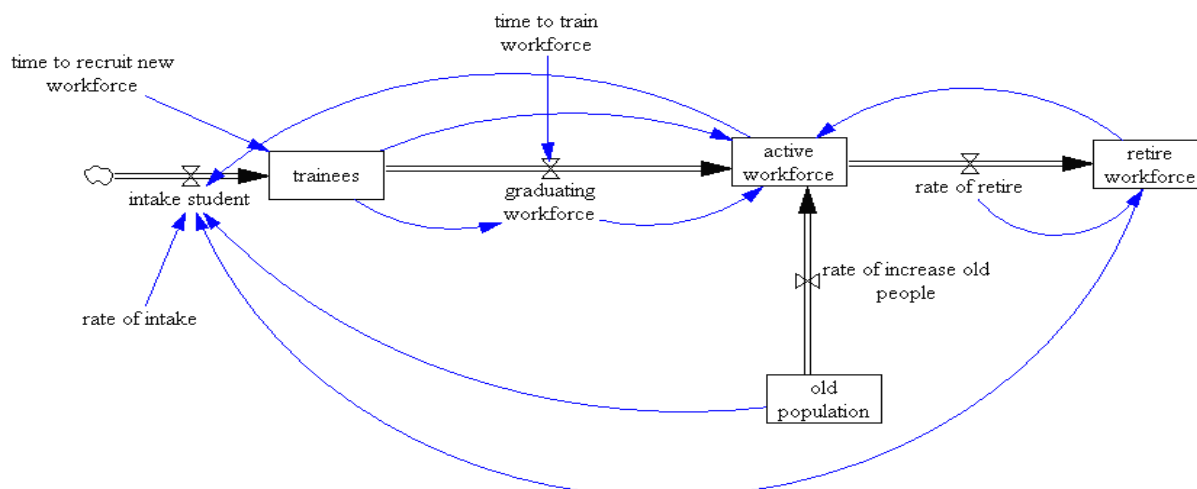 time to train
workforce
time to recruit new
workforce
trainees
active
workforce
retire
workforce
intake student
graduating
workforce
rate of retire
rate of increase old
people
rate of intake
old
population